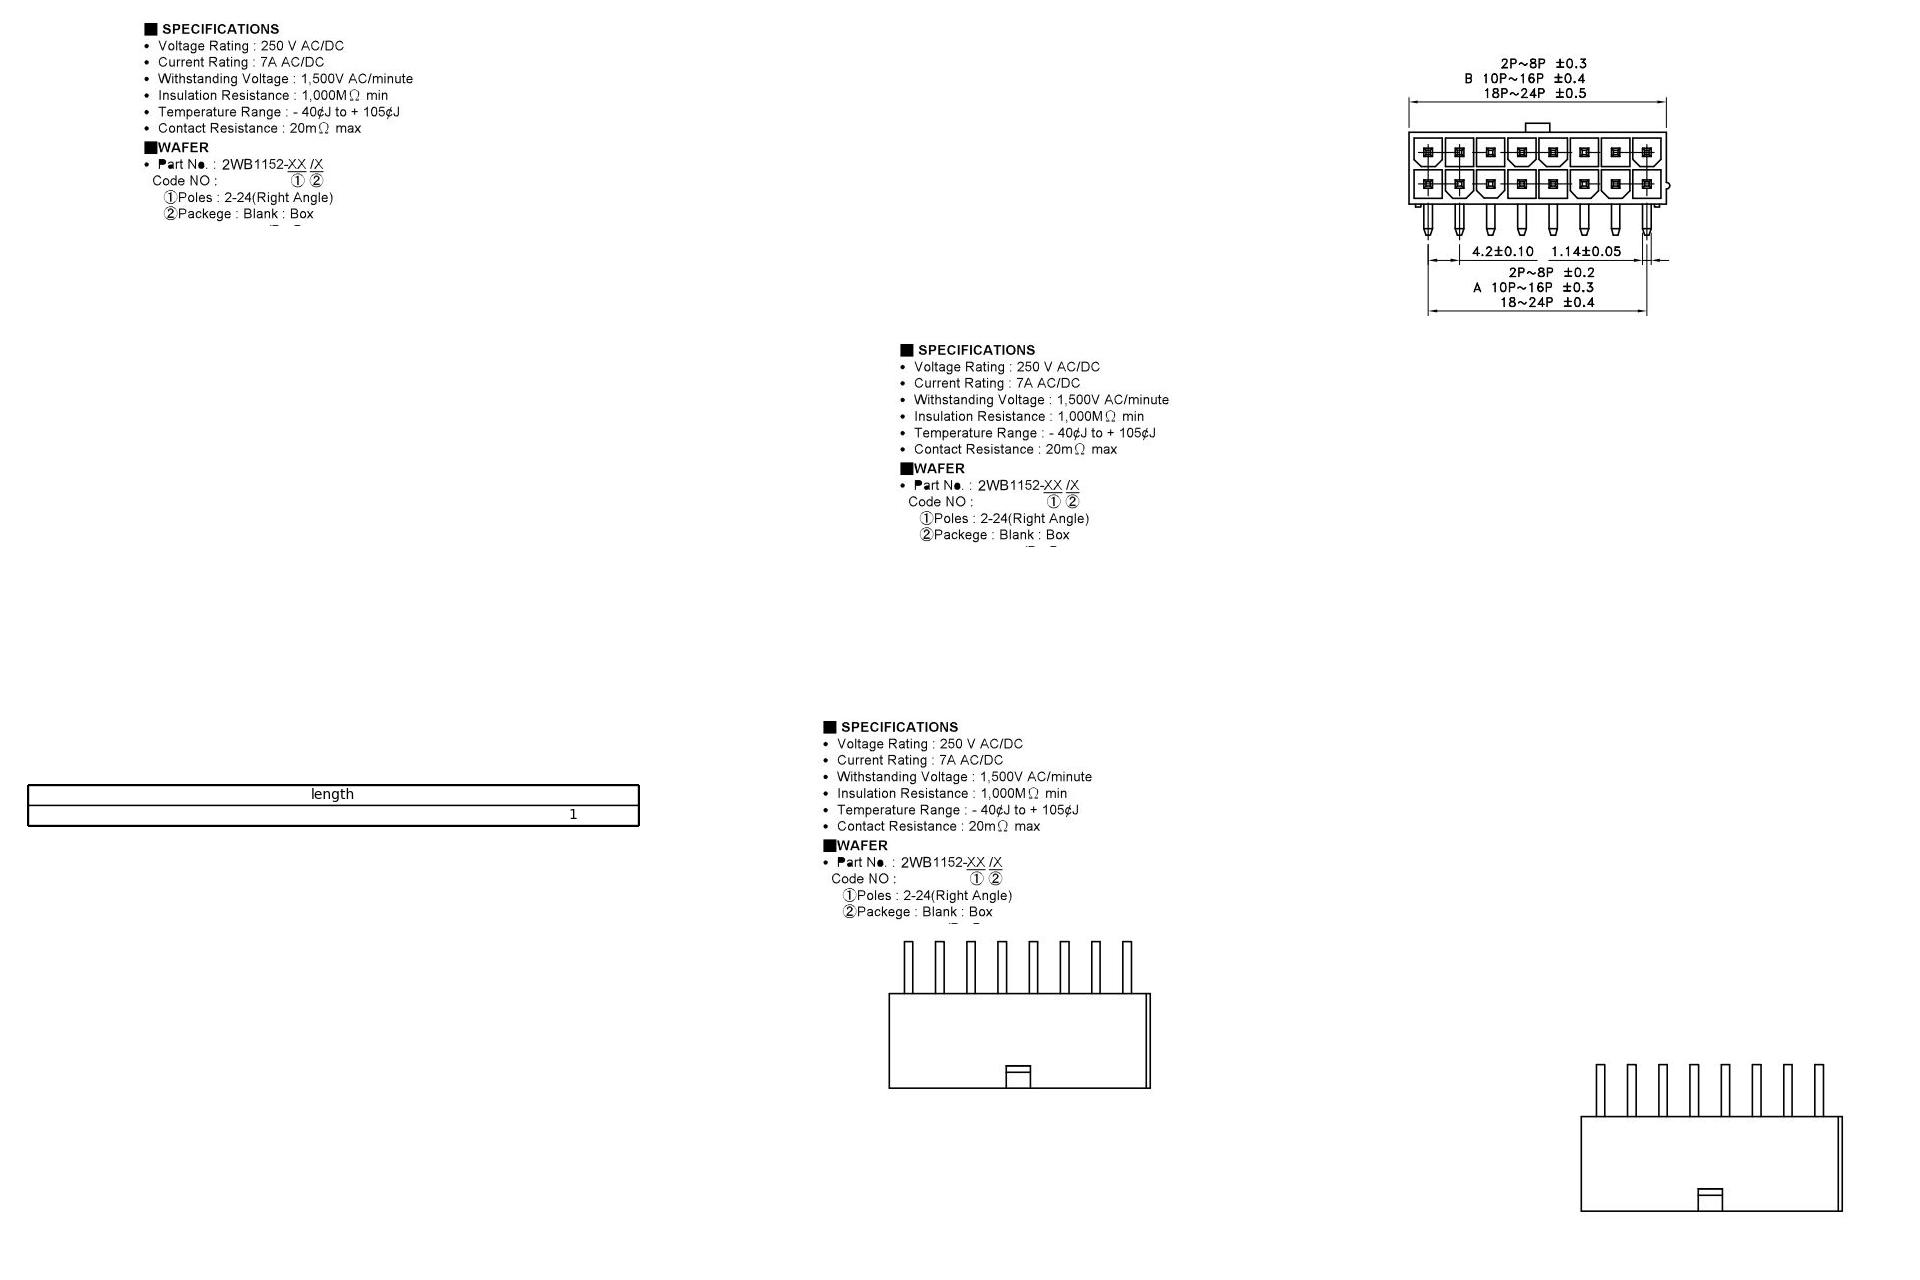 ■ SPECIFICATIONS
• Voltage Rating : 250 V AC/DC
• Current Rating : 7A AC/DC
• Withstanding Voltage : 1,500V AC/minute
• Insulation Resistance : 1,000MΩ min
• Temperature Range : - 40¢J to + 105¢J
• Contact Resistance : 20mΩ max
■WAFER
• Part No. : 2WB1152-XX /X
Code NO : ① ②
①Poles : 2-24(Right Angle)
②Packege : Blank : Box
2P~8P ±0.3
B 10P~16P ±0.4
18P~24P ±0.5
4.2±0.10 1.14±0.05
2P~8P ±0.2
A 10P~16P ±0.3
18~24P ±0.4
■ SPECIFICATIONS
• Voltage Rating : 250 V AC/DC
• Current Rating : 7A AC/DC
• Withstanding Voltage : 1,500V AC/minute
• Insulation Resistance : 1,000MΩ min
• Temperature Range : - 40¢J to + 105¢J
• Contact Resistance : 20mΩ max
■WAFER
• Part No. : 2WB1152-XX /X
Code NO : ① ②
①Poles : 2-24(Right Angle)
②Packege : Blank : Box
length
1
■ SPECIFICATIONS
• Voltage Rating : 250 V AC/DC
• Current Rating : 7A AC/DC
• Withstanding Voltage : 1,500V AC/minute
• Insulation Resistance : 1,000MΩ min
• Temperature Range : - 40¢J to + 105¢J
• Contact Resistance : 20mΩ max
■WAFER
• Part No. : 2WB1152-XX /X
Code NO : ① ②
①Poles : 2-24(Right Angle)
②Packege : Blank : Box